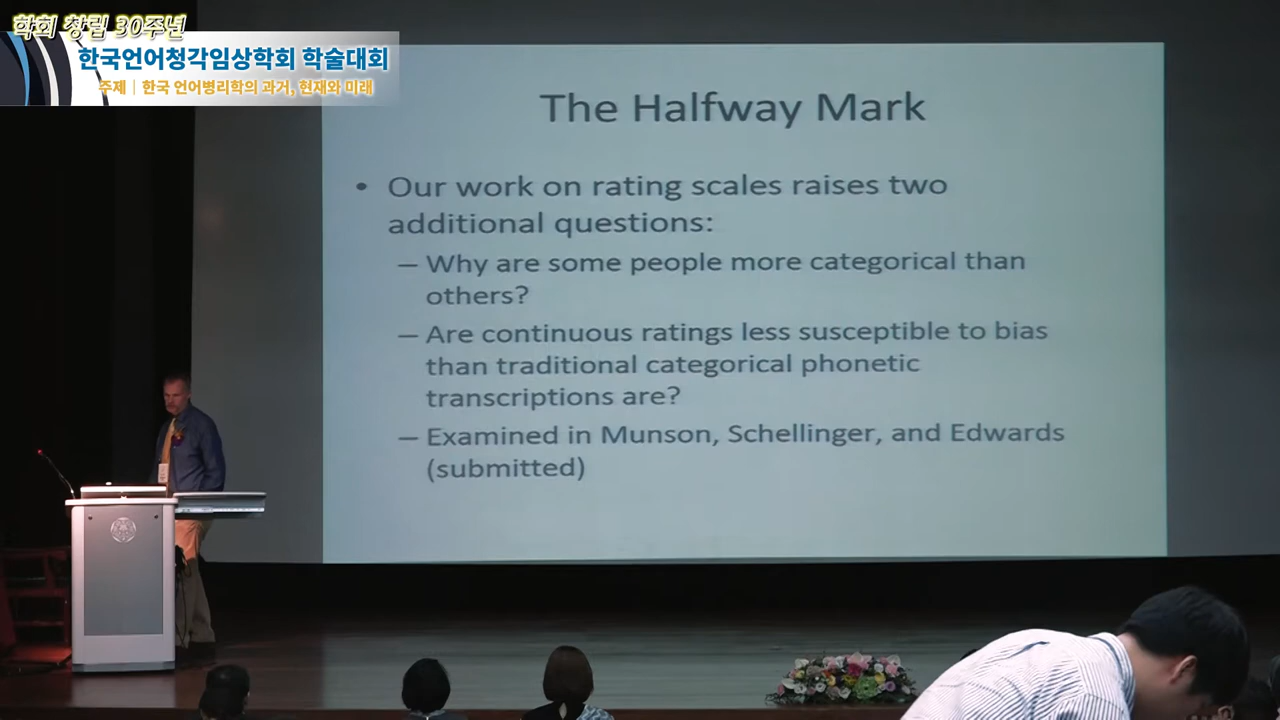 학회 창립 30주년
한국언어청각임상학회 학술대회
주제 | 한국 언어병리학의 과거, 현재와 미래
The Halfway Mark
• Our work on rating scales raises two
additional questions:
– Why are some people more categorical than
others?
– Are continuous ratings less susceptible to bias
than traditional categorical phonetic
transcriptions are?
– Examined in Munson, Schellinger, and Edwards
(submitted)